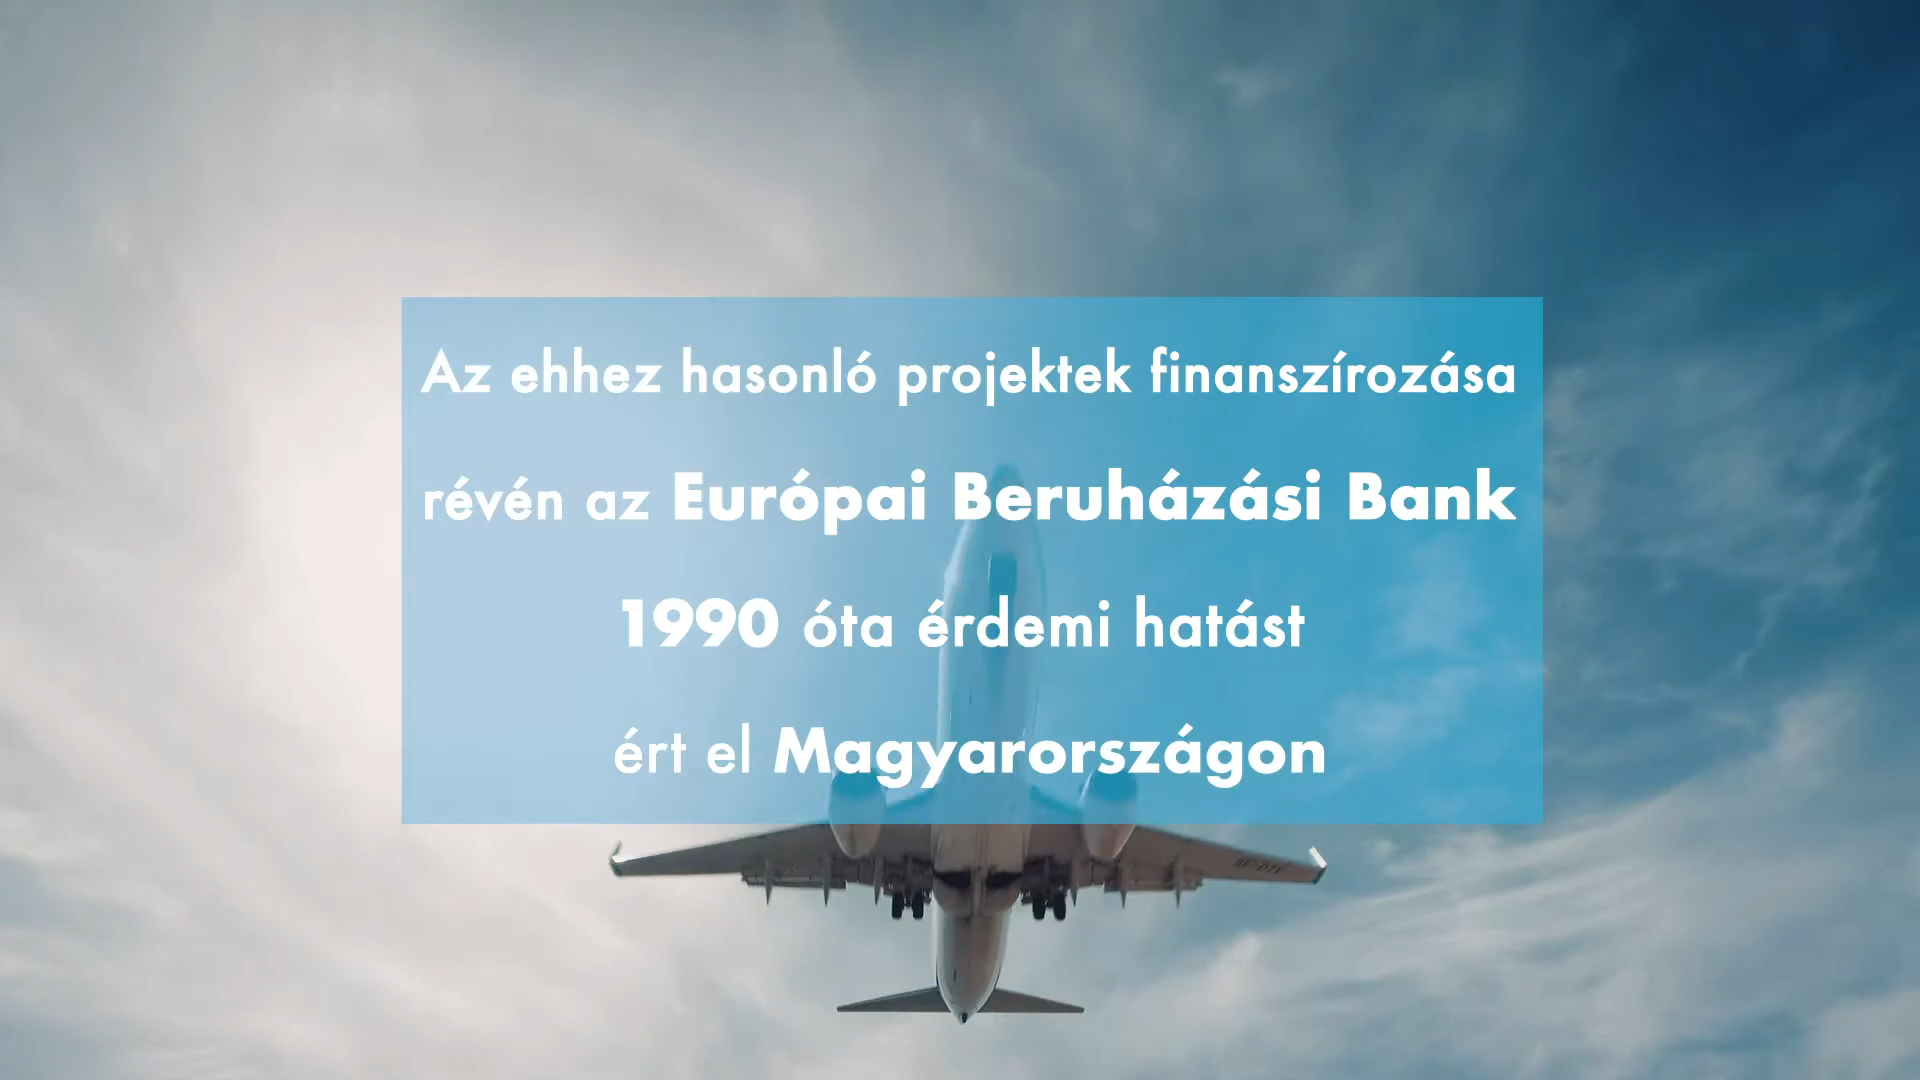 Az ehhez hasonló projektek finanszírozása
révén az Európai Beruházási Bank
1990 óta érdemi hatást
ért el Magyarországon